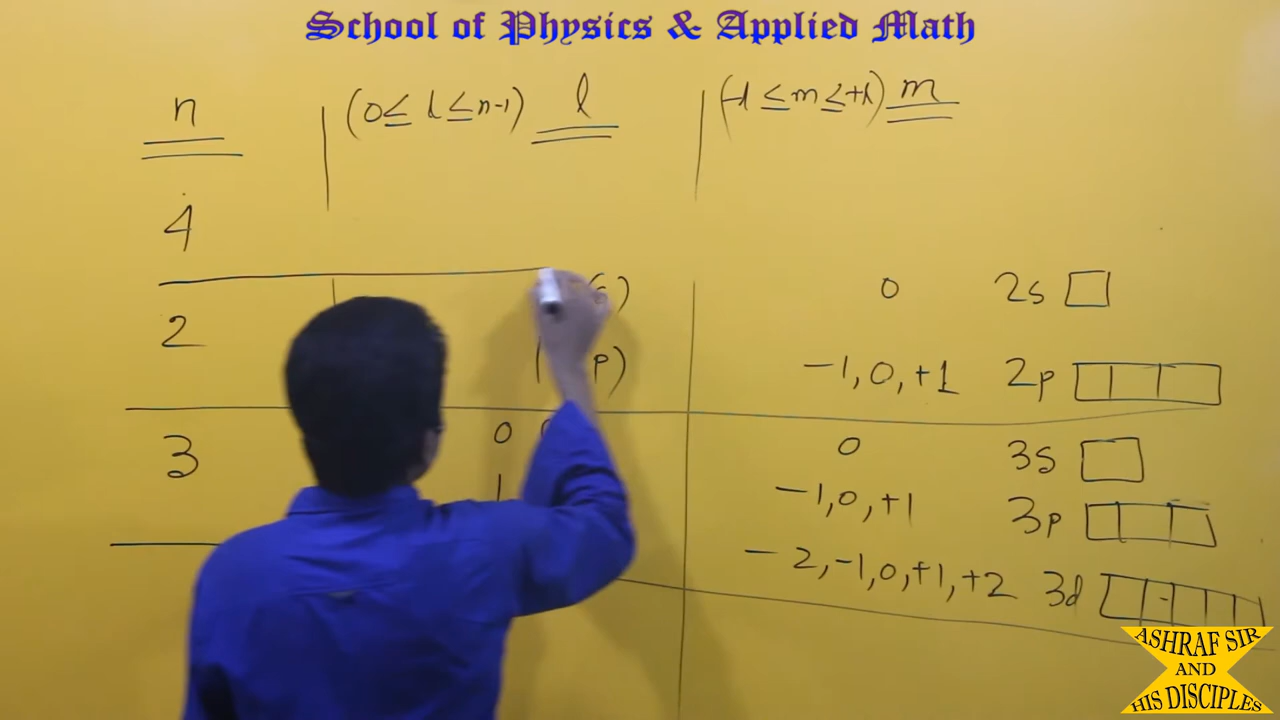 School of Physics & Applied Math
n (0≤ l ≤n-1) l (-l ≤m ≤+l) m
4
0 2s
2
p) -1,0,+1 2p
3 0 0 3s
1 -1,0,+1 3p
-2,-1,0,+1,+2 3d
ASHRAF SIR
AND
HIS DISCIPLES